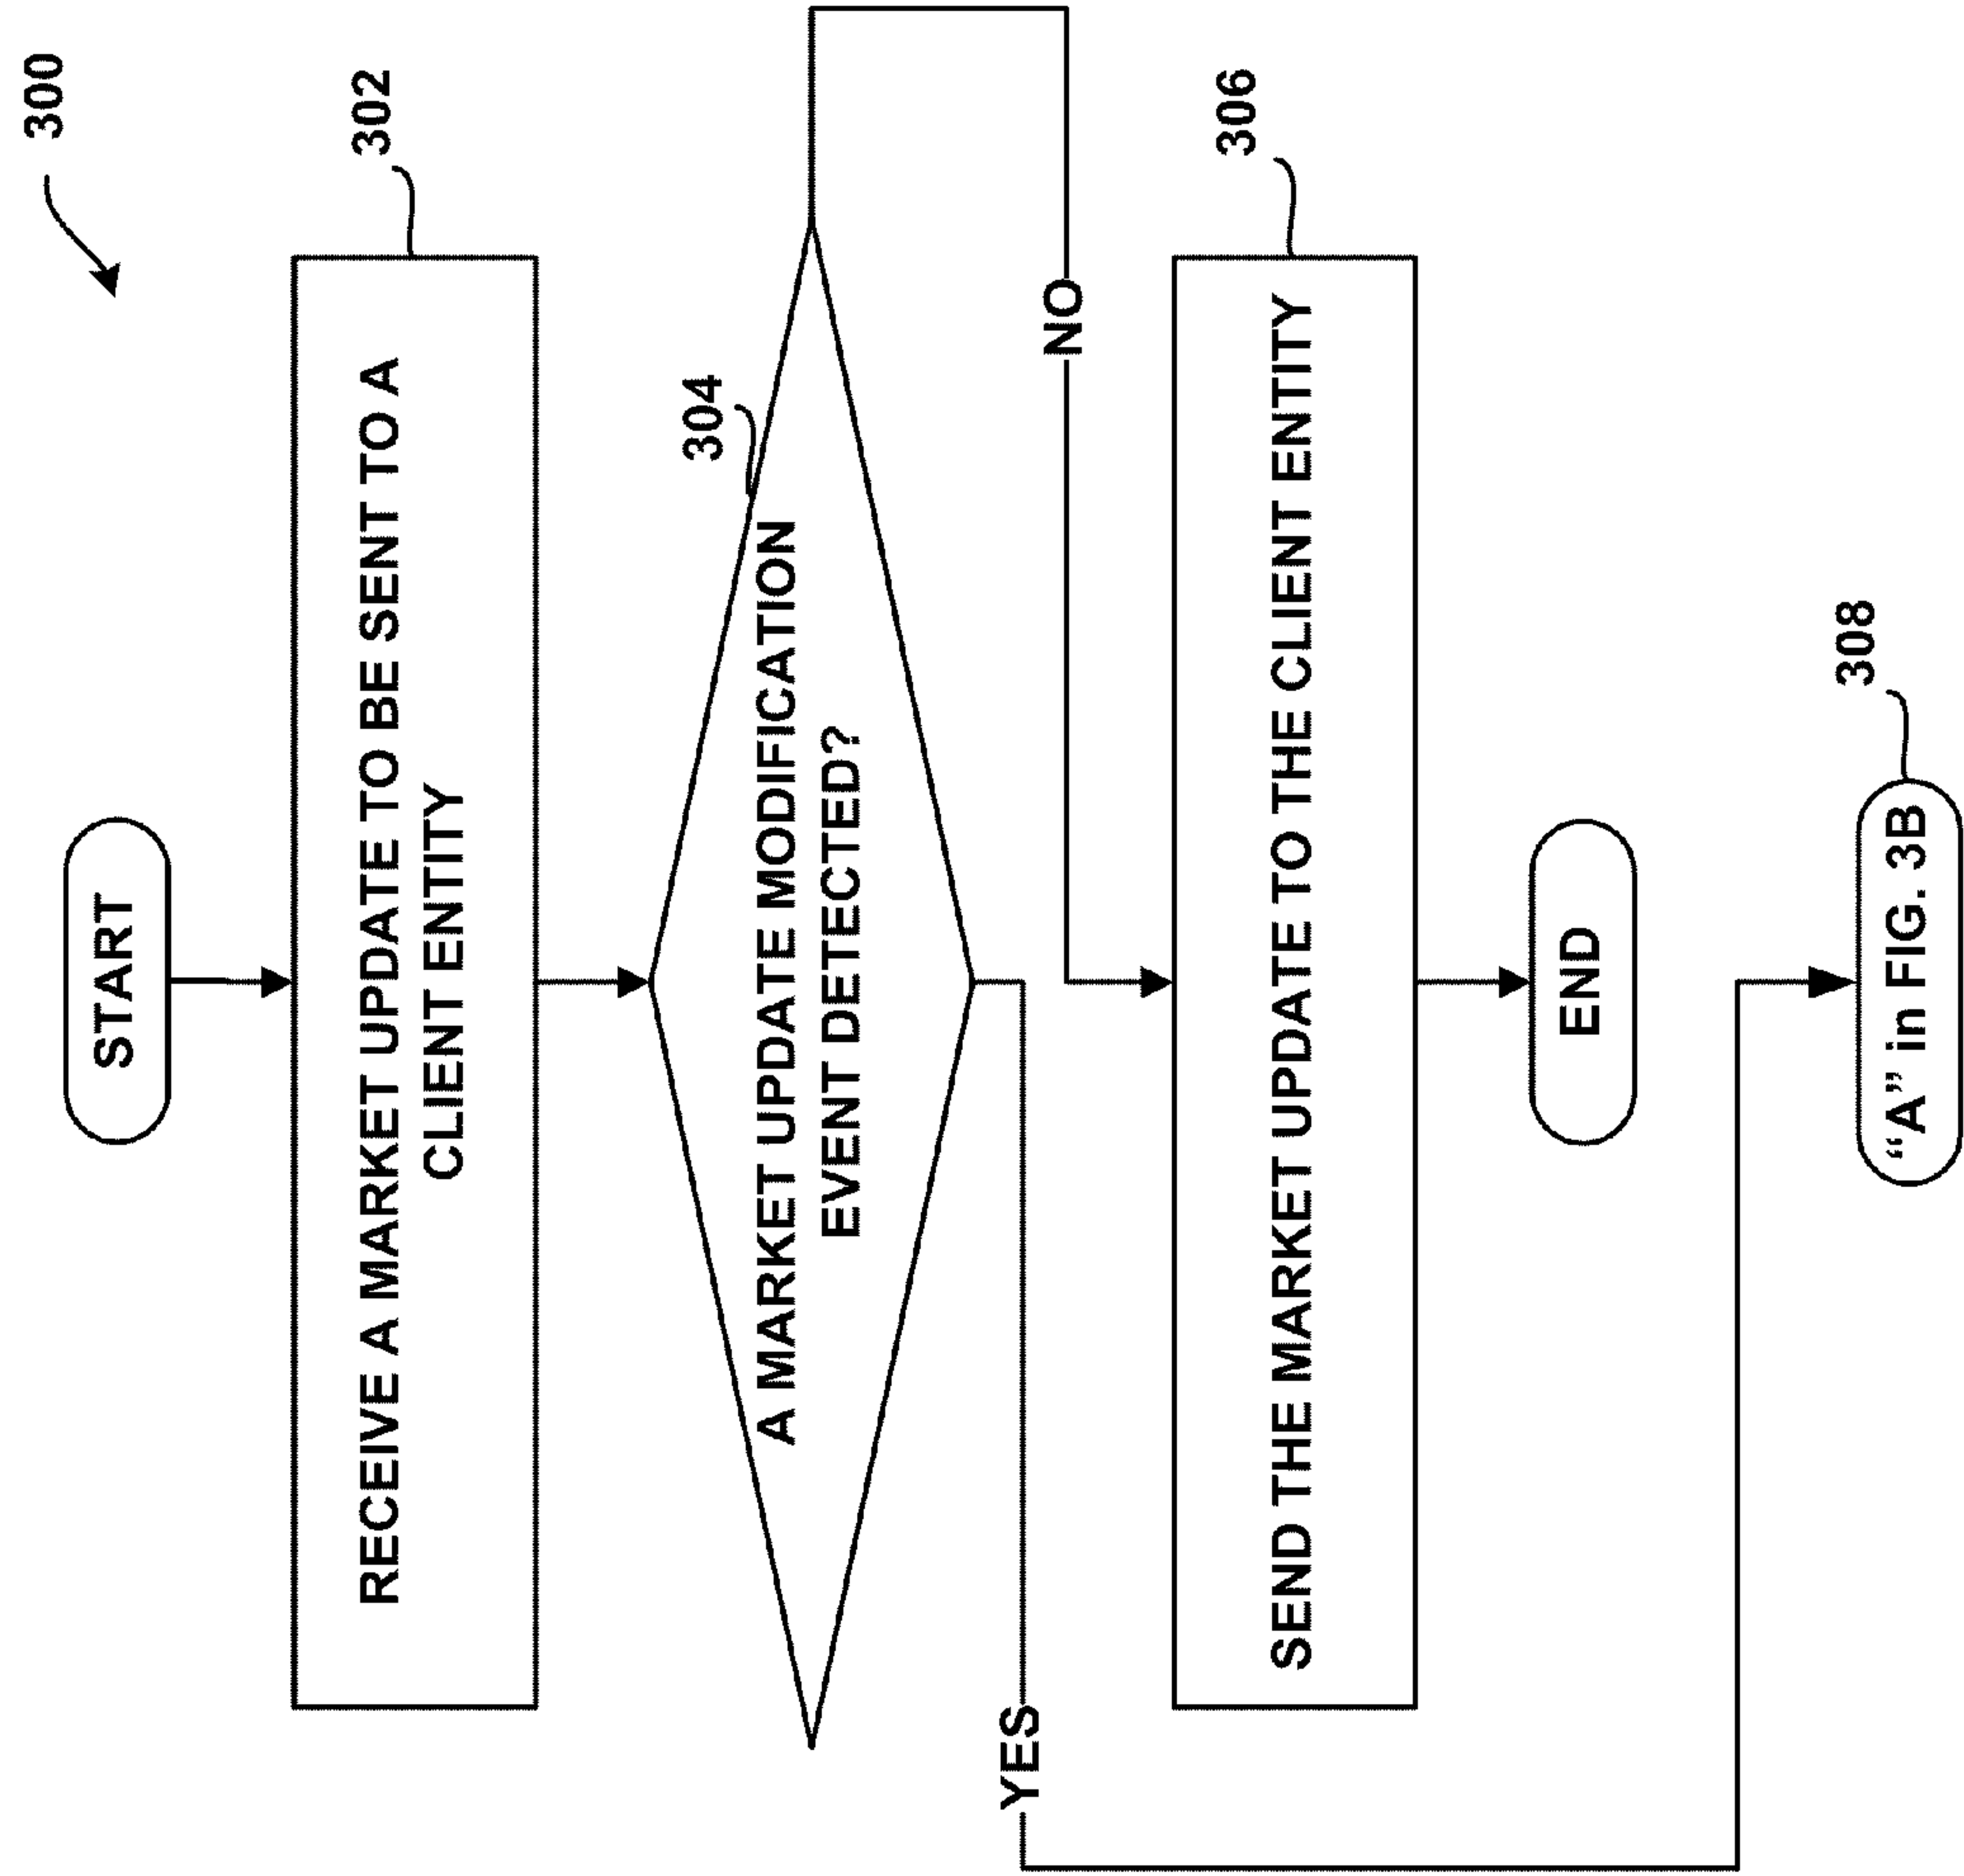 300
START
302
RECEIVE A MARKET UPDATE TO BE SENT TO A
CLIENT ENTITY
304
A MARKET UPDATE MODIFICATION
EVENT DETECTED?
YES
NO
306
SEND THE MARKET UPDATE TO THE CLIENT ENTITY
END
308
“A” in FIG. 3B